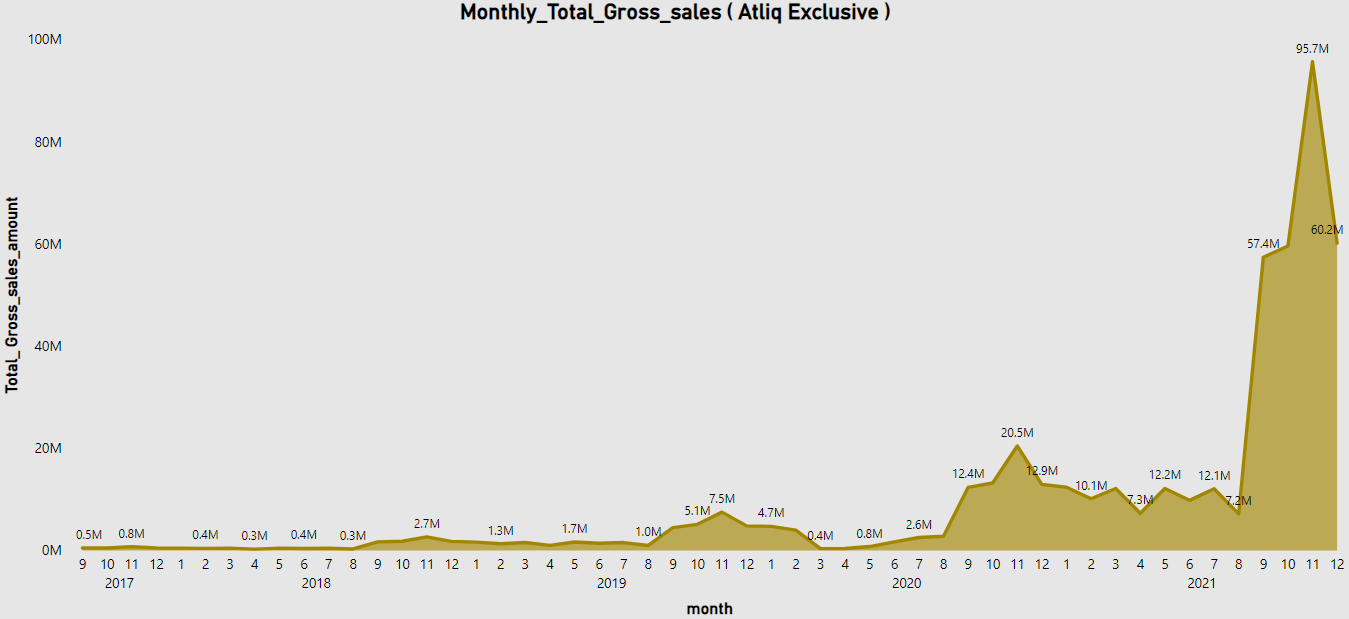 Monthly_Total_Gross_sales ( Atliq Exclusive )
Total_ Gross_sales_amount
100M
80M
60M
40M
20M
0M
0.5M 0.8M 0.4M 0.3M 0.4M 0.3M 2.7M 1.3M 1.7M 1.0M 5.1M 7.5M 4.7M 0.4M 0.8M 2.6M 12.4M 20.5M 12.9M 10.1M 7.3M 12.2M 12.1M 7.2M 57.4M 95.7M 60.2M
9 10 11 12 1 2 3 4 5 6 7 8 9 10 11 12 1 2 3 4 5 6 7 8 9 10 11 12 1 2 3 4 5 6 7 8 9 10 11 12 1 2 3 4 5 6 7 8 9 10 11 12
2017 2018 2019 2020 2021
month